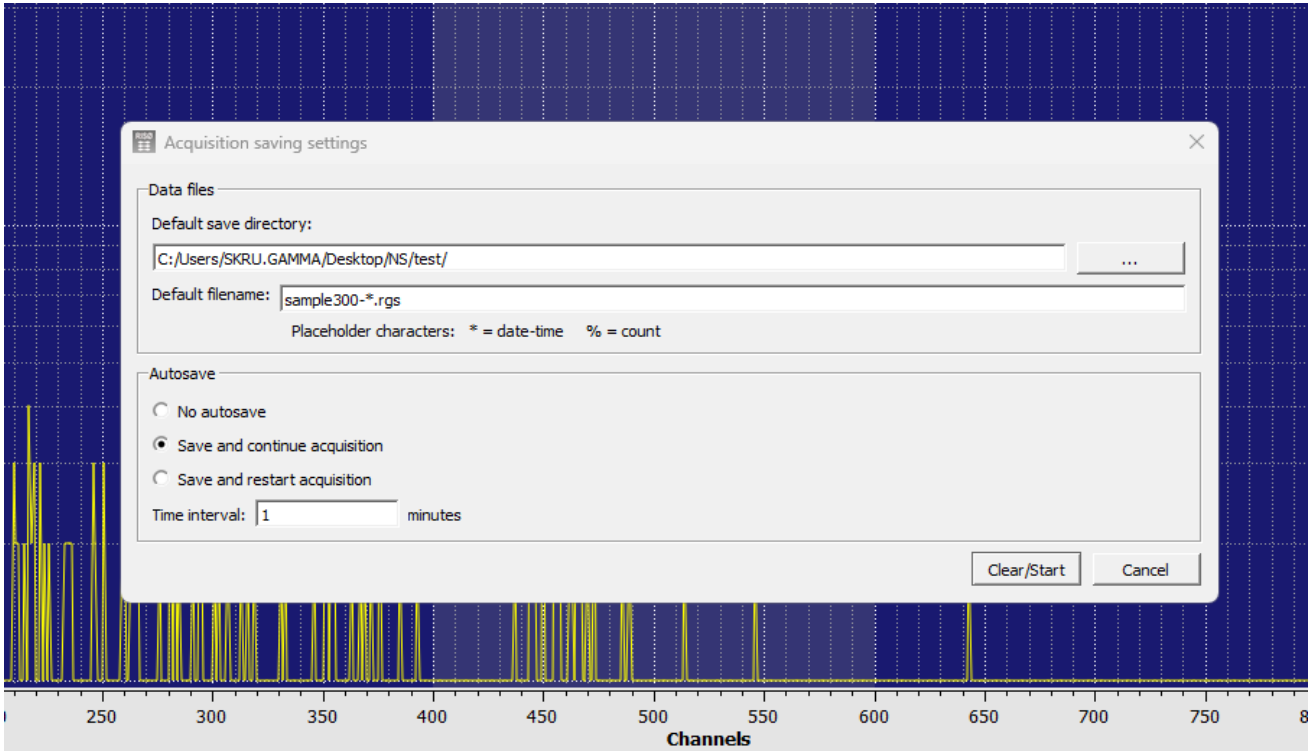 RISØ
Acquisition saving settings
Data files
Default save directory:
C:/Users/SKRU.GAMMA/Desktop/NS/test/
...
Default filename: sample300-*.rgs
Placeholder characters: * = date-time % = count
Autosave
No autosave
Save and continue acquisition
Save and restart acquisition
Time interval: 1 minutes
Clear/Start Cancel
250 300 350 400 450 500 550 600 650 700 750
Channels